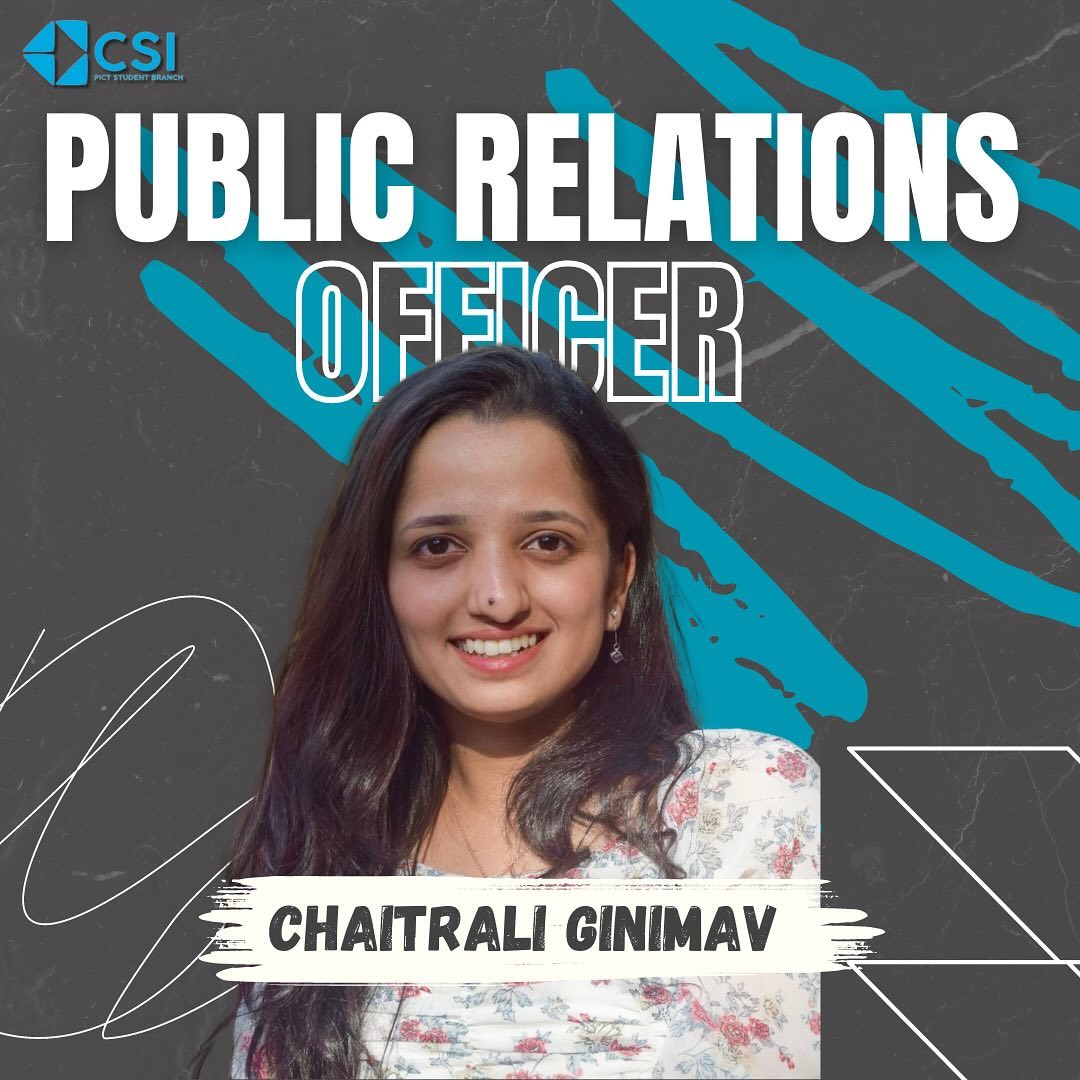 CSI
PICT STUDENT BRANCH
PUBLIC RELATIONS
OFFICER
CHAITRALI GINIMAV